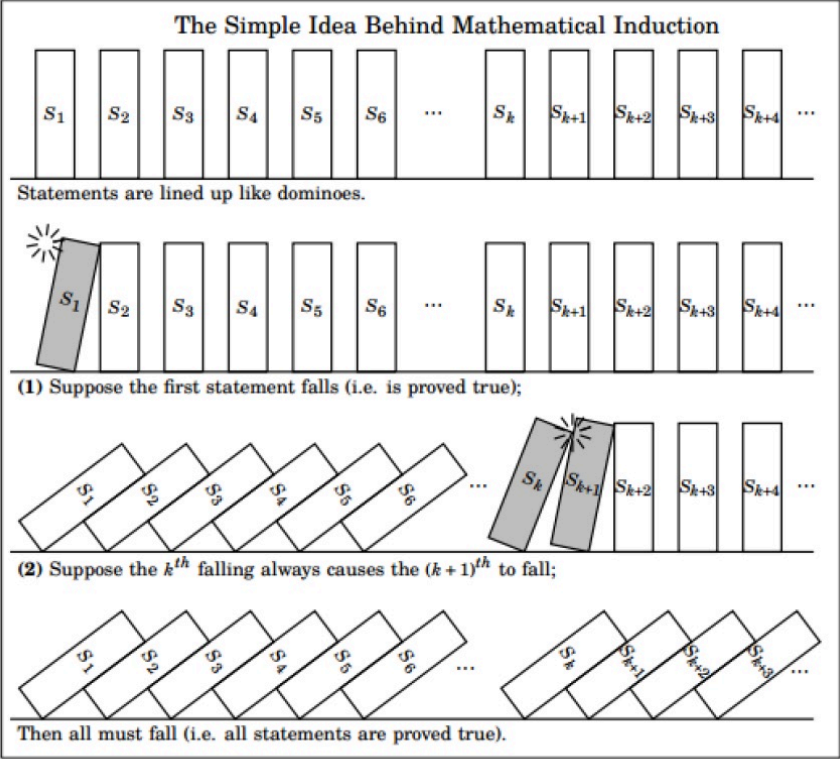 The Simple Idea Behind Mathematical Induction
S₁ S₂ S₃ S₄ S₅ S₆ ... Sₖ Sₖ₊₁ Sₖ₊₂ Sₖ₊₃ Sₖ₊₄ ...
Statements are lined up like dominoes.
S₁ S₂ S₃ S₄ S₅ S₆ ... Sₖ Sₖ₊₁ Sₖ₊₂ Sₖ₊₃ Sₖ₊₄ ...
(1) Suppose the first statement falls (i.e. is proved true);
S₁ S₂ S₃ S₄ S₅ S₆ ... Sₖ Sₖ₊₁ Sₖ₊₂ Sₖ₊₃ Sₖ₊₄ ...
(2) Suppose the kᵗʰ falling always causes the (k+1)ᵗʰ to fall;
S₁ S₂ S₃ S₄ S₅ S₆ ... Sₖ Sₖ₊₁ Sₖ₊₂ Sₖ₊₃ ...
Then all must fall (i.e. all statements are proved true).